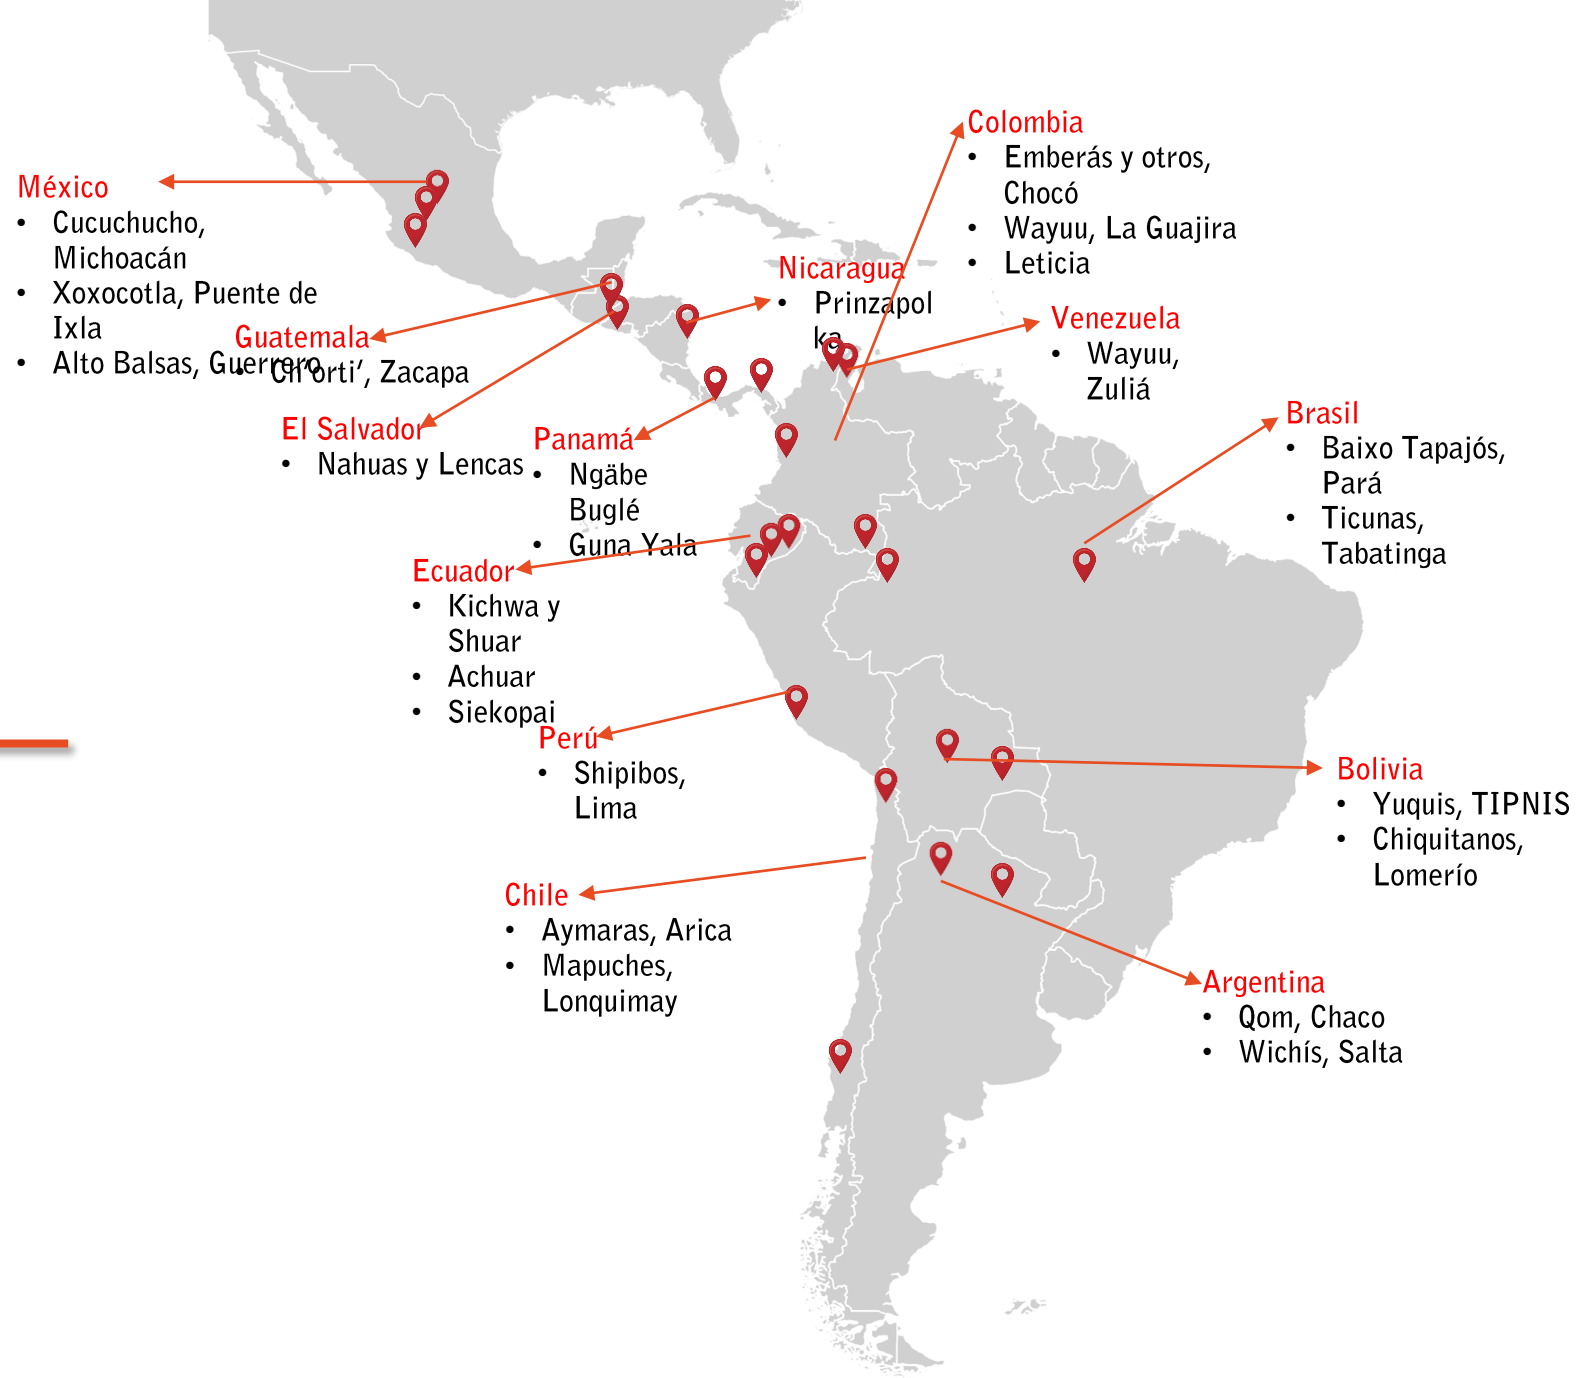 México
• Cucuchucho,
Michoacán
• Xoxocotla, Puente de
Ixla
• Alto Balsas, Guerrero
Guatemala
• Ch'orti', Zacapa
El Salvador
• Nahuas y Lencas
Nicaragua
• Prinzapol
ka
Panamá
• Ngäbe
Buglé
• Guna Yala
Colombia
• Emberás y otros,
Chocó
• Wayuu, La Guajira
• Leticia
Venezuela
• Wayuu,
Zuliá
Brasil
• Baixo Tapajós,
Pará
• Ticunas,
Tabatinga
Ecuador
• Kichwa y
Shuar
• Achuar
• Siekopai
Perú
• Shipibos,
Lima
Bolivia
• Yuquis, TIPNIS
• Chiquitanos,
Lomerío
Chile
• Aymaras, Arica
• Mapuches,
Lonquimay
Argentina
• Qom, Chaco
• Wichís, Salta